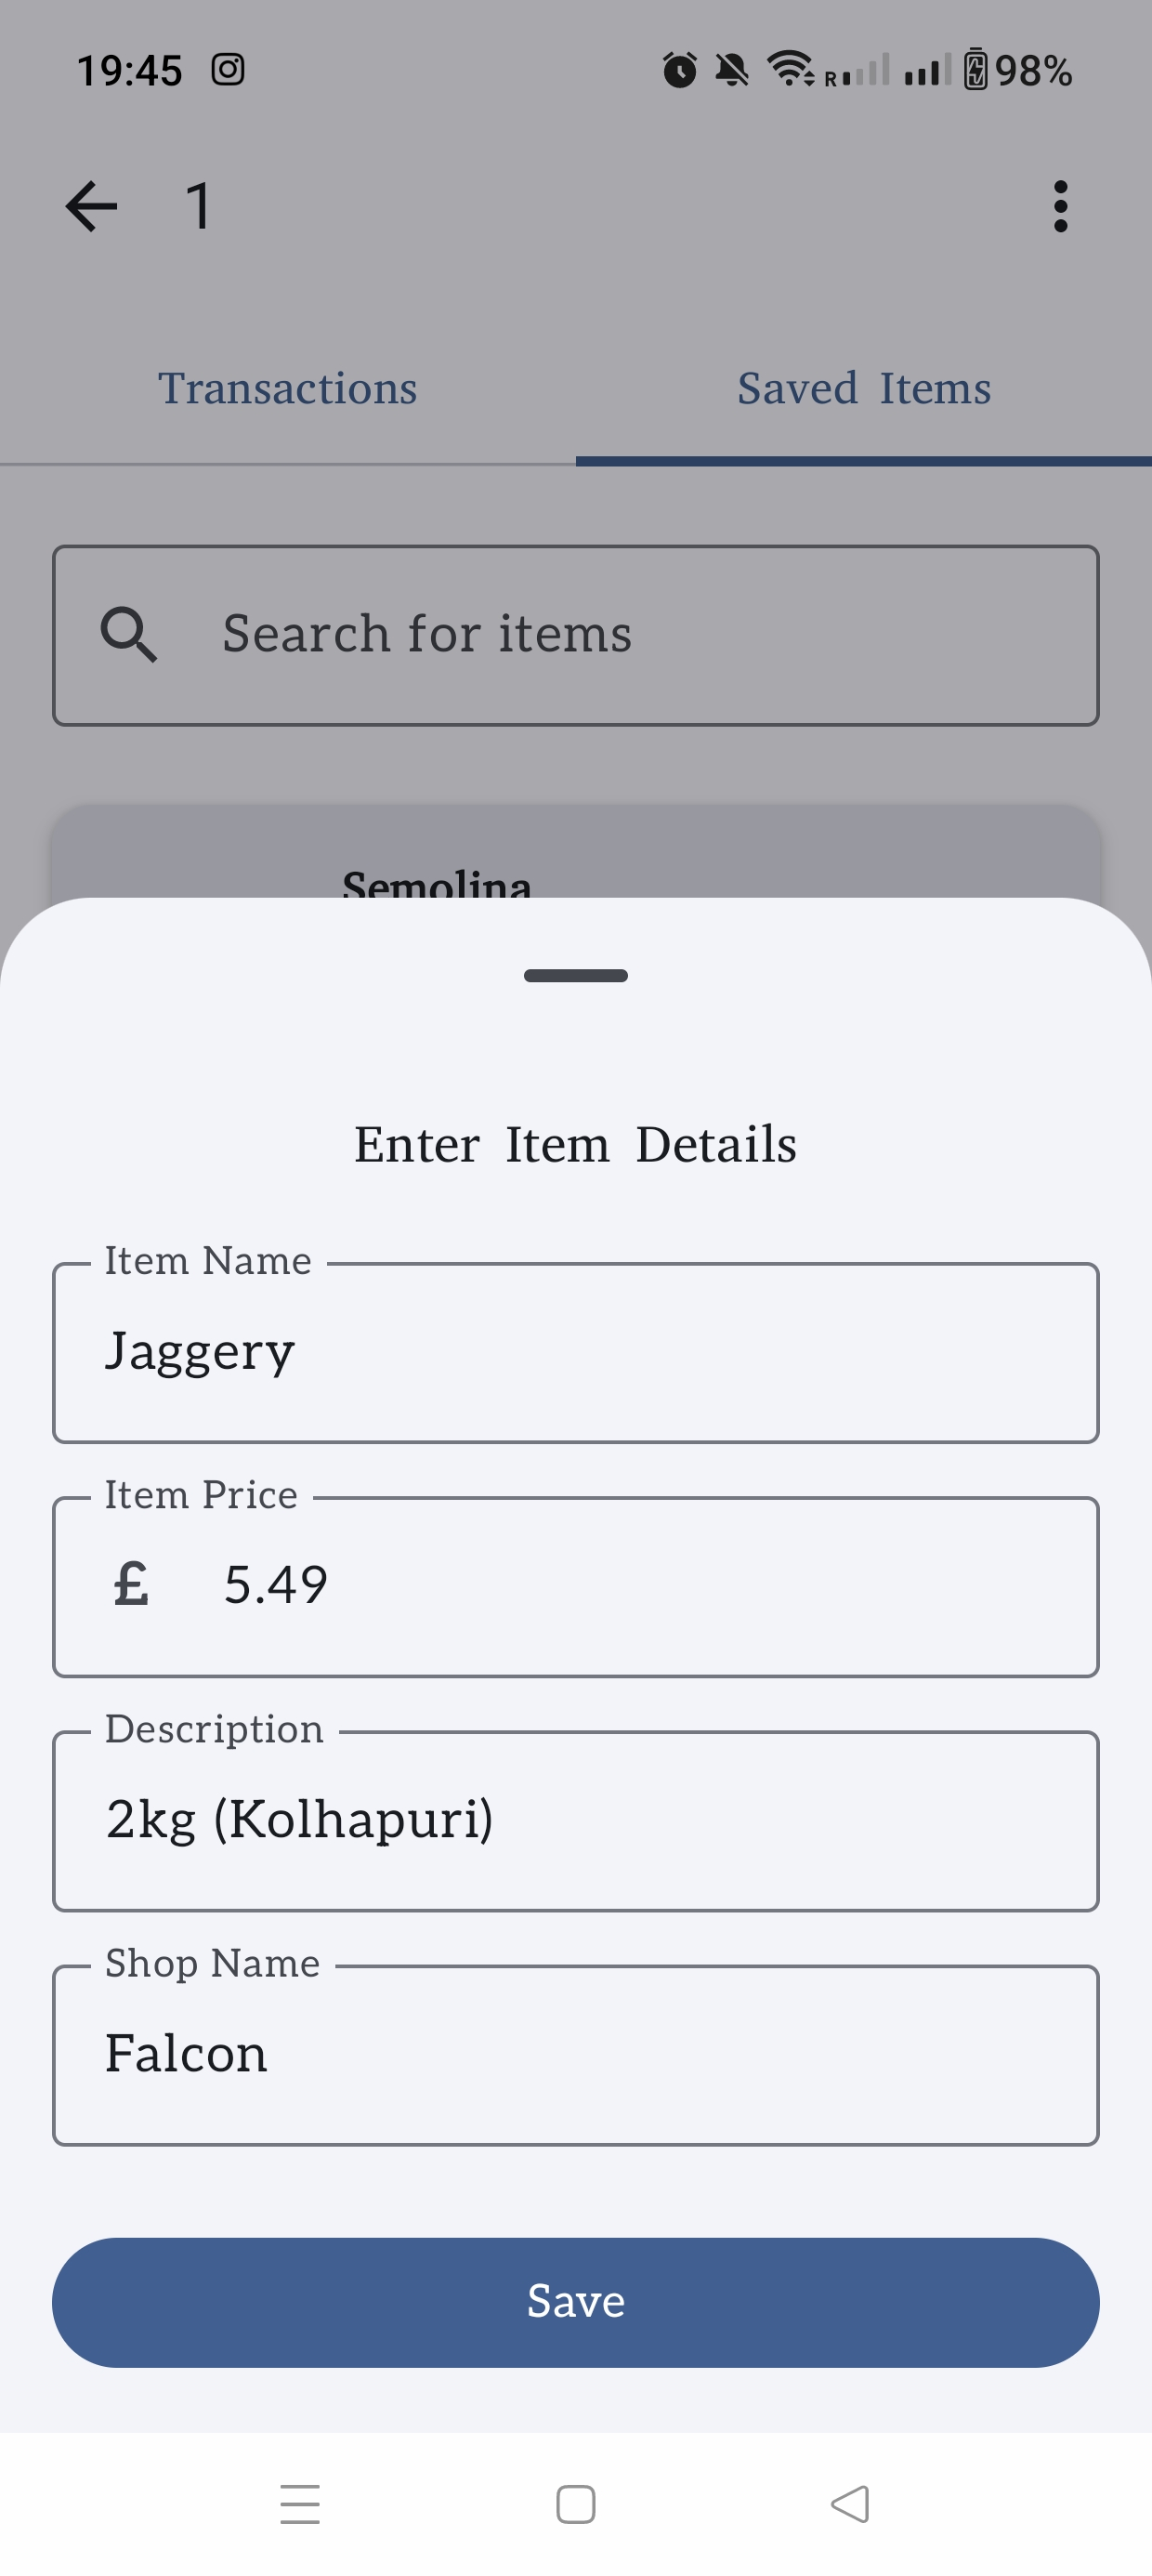 19:45 R 98%
1
Transactions Saved Items
Search for items
Semolina
Enter Item Details
Item Name
Jaggery
Item Price
£ 5.49
Description
2kg (Kolhapuri)
Shop Name
Falcon
Save